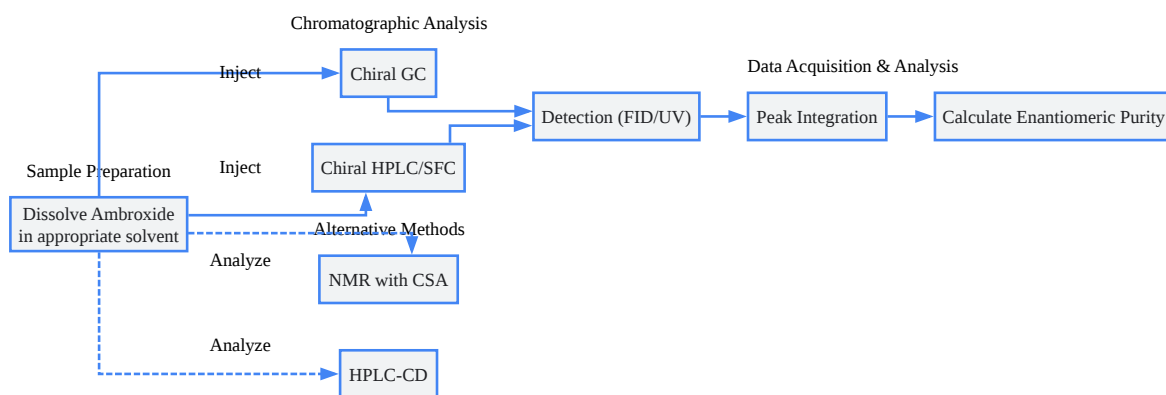 Chromatographic Analysis
Inject
Chiral GC
Data Acquisition & Analysis
Detection (FID/UV)
Peak Integration
Calculate Enantiomeric Purity
Sample Preparation
Inject
Chiral HPLC/SFC
Dissolve Ambroxide
in appropriate solvent
Alternative Methods
Analyze
NMR with CSA
Analyze
HPLC-CD